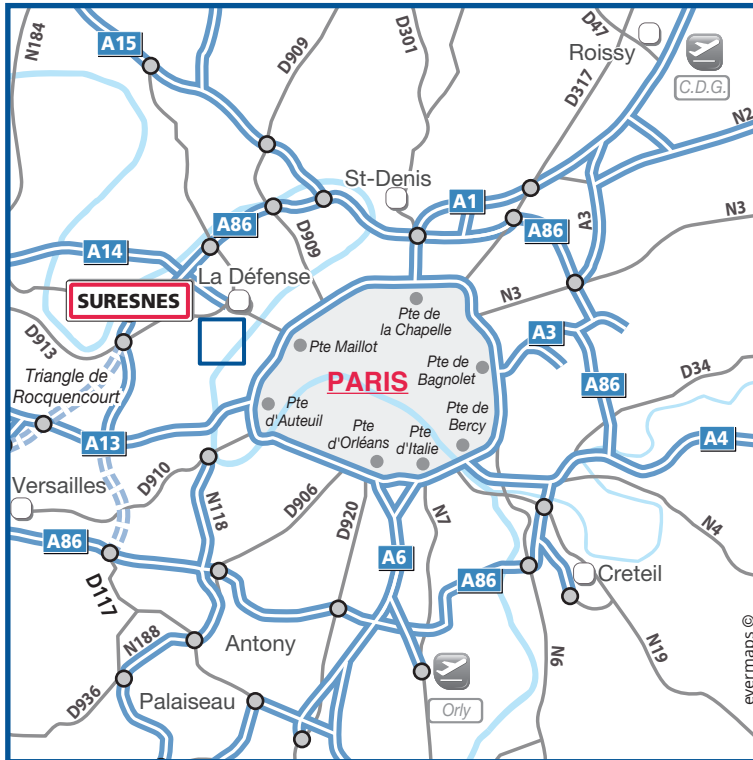 N184
A15
D909
D301
D47
Roissy
C.D.G.
D317
N2
St-Denis
A1
A3
N3
A86
A86
D909
A14
La Défense
SURESNES
N3
Pte de
la Chapelle
D913
Pte Maillot
A3
Triangle de
Rocquencourt
PARIS
Pte de
Bagnolet
A86
D34
Pte
d'Auteuil
Pte de
Bercy
Pte
d'Orléans
Pte
d'Italie
A13
A4
D910
Versailles
N118
D906
D920
N7
N4
A86
A6
A86
Creteil
D117
N188
Antony
N6
N19
D936
Palaiseau
Orly
evermaps ©